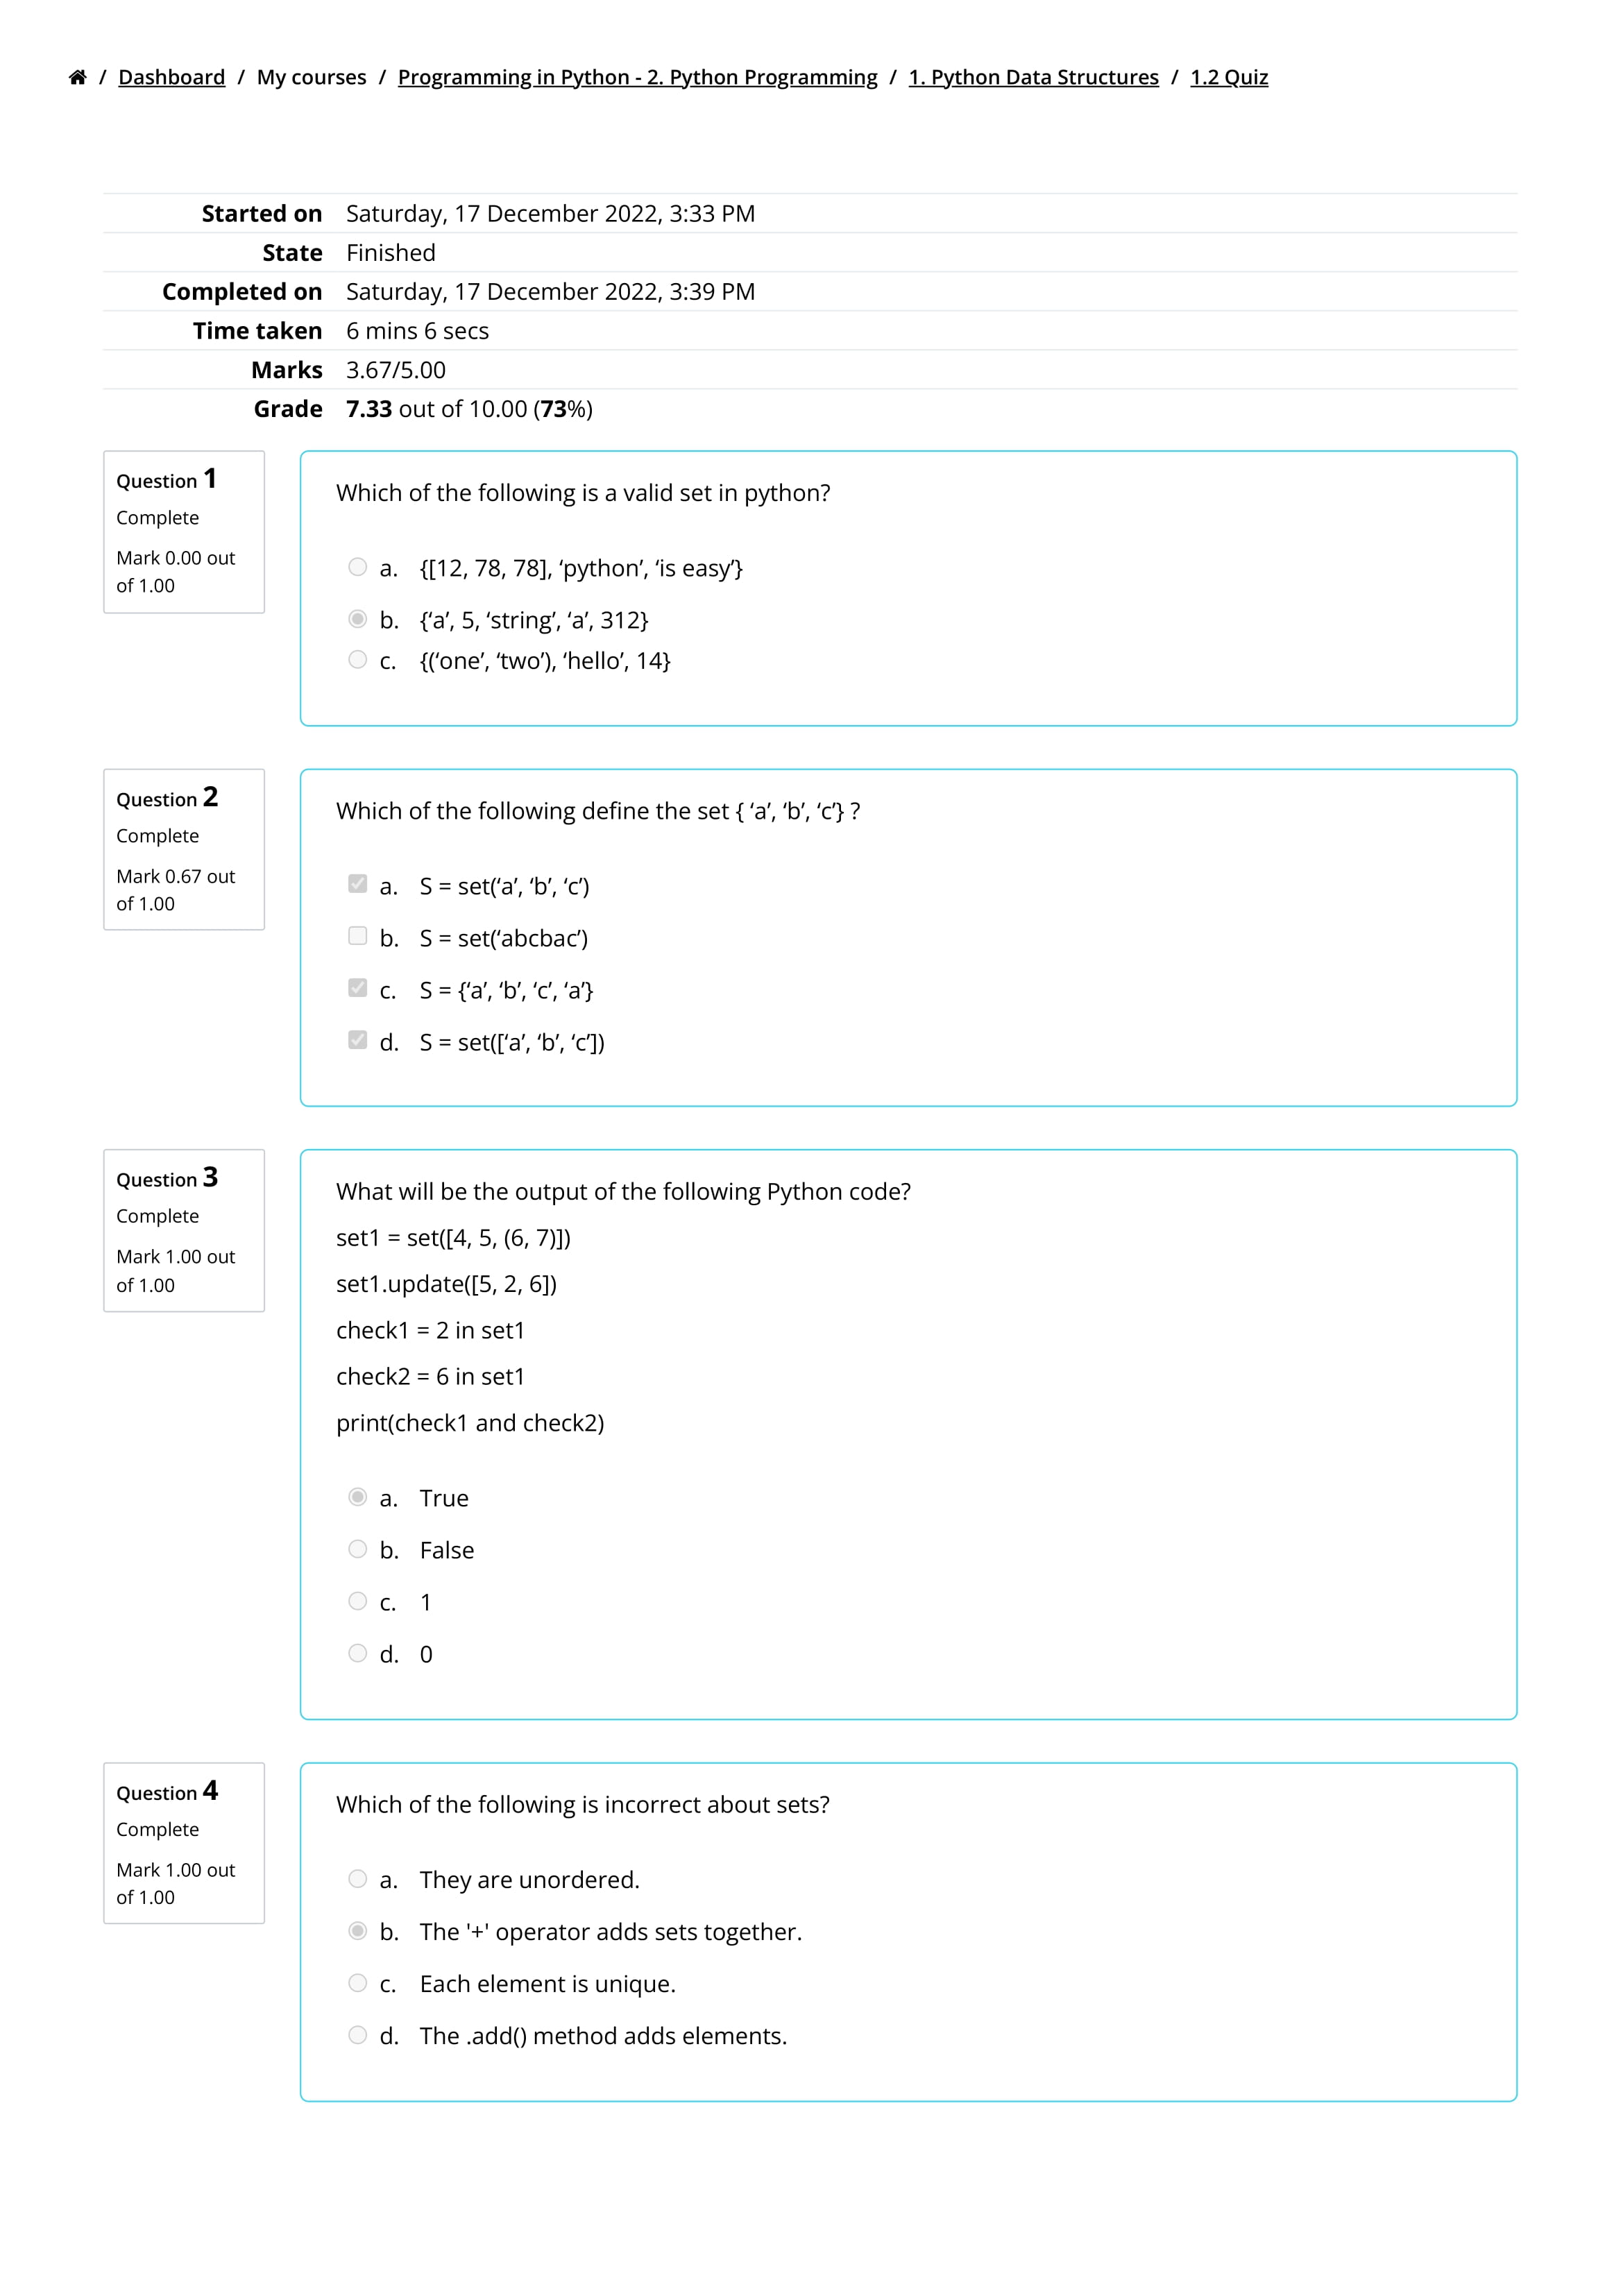 / Dashboard / My courses / Programming in Python - 2. Python Programming / 1. Python Data Structures / 1.2 Quiz
Started on Saturday, 17 December 2022, 3:33 PM
State Finished
Completed on Saturday, 17 December 2022, 3:39 PM
Time taken 6 mins 6 secs
Marks 3.67/5.00
Grade 7.33 out of 10.00 (73%)
Question 1
Complete
Mark 0.00 out
of 1.00
Which of the following is a valid set in python?
a. {[12, 78, 78], ‘python’, ‘is easy’}
b. {‘a’, 5, ‘string’, ‘a’, 312}
c. {(‘one’, ‘two’), ‘hello’, 14}
Question 2
Complete
Mark 0.67 out
of 1.00
Which of the following define the set { ‘a’, ‘b’, ‘c’} ?
a. S = set(‘a’, ‘b’, ‘c’)
b. S = set(‘abcbac’)
c. S = {‘a’, ‘b’, ‘c’, ‘a’}
d. S = set([‘a’, ‘b’, ‘c’])
Question 3
Complete
Mark 1.00 out
of 1.00
What will be the output of the following Python code?
set1 = set([4, 5, (6, 7)])
set1.update([5, 2, 6])
check1 = 2 in set1
check2 = 6 in set1
print(check1 and check2)
a. True
b. False
c. 1
d. 0
Question 4
Complete
Mark 1.00 out
of 1.00
Which of the following is incorrect about sets?
a. They are unordered.
b. The '+' operator adds sets together.
c. Each element is unique.
d. The .add() method adds elements.